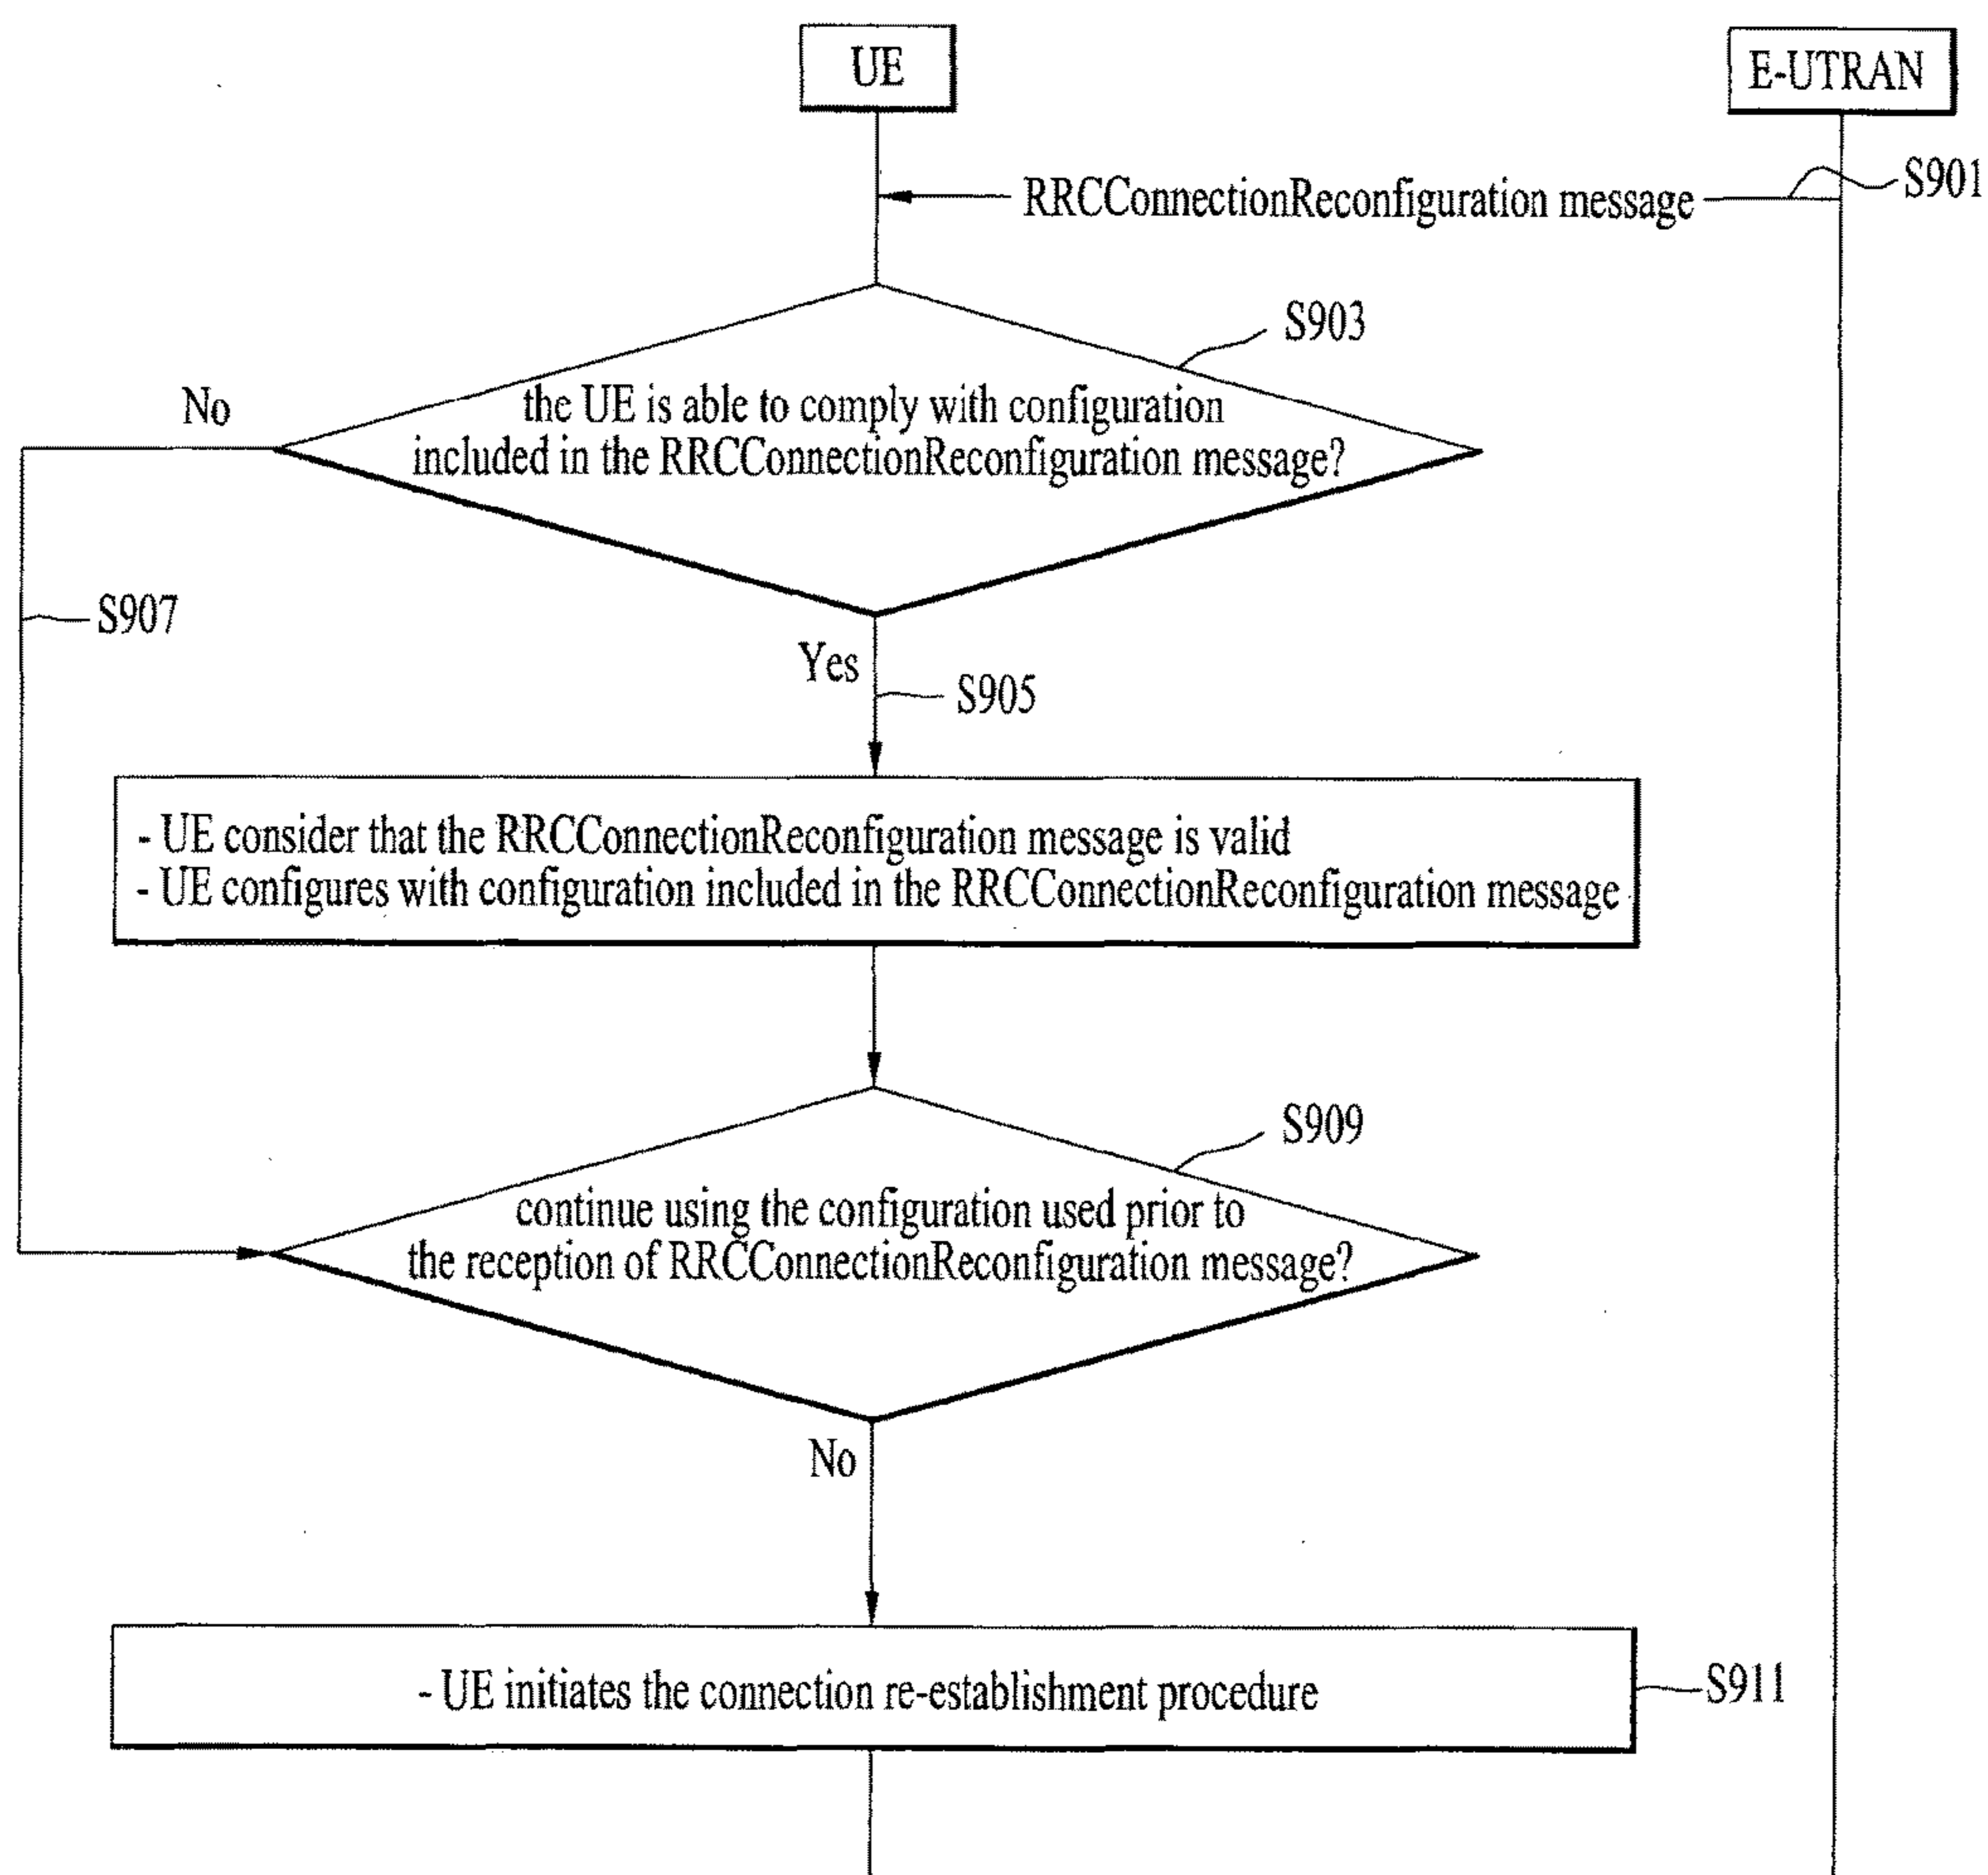 UE
E-UTRAN
RRCConnectionReconfiguration message
S901
S903
No
the UE is able to comply with configuration
included in the RRCConnectionReconfiguration message?
S907
Yes
S905
- UE consider that the RRCConnectionReconfiguration message is valid
- UE configures with configuration included in the RRCConnectionReconfiguration message
S909
continue using the configuration used prior to
the reception of RRCConnectionReconfiguration message?
No
- UE initiates the connection re-establishment procedure
S911